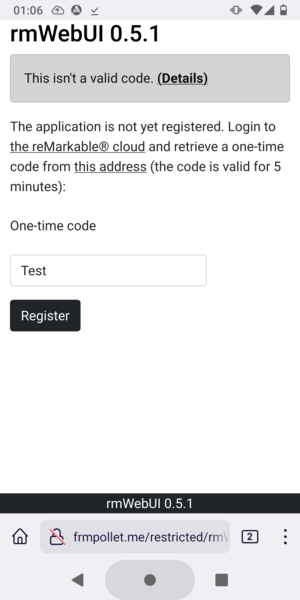 01:06
rmWebUI 0.5.1
This isn't a valid code. (Details)
The application is not yet registered. Login to
the reMarkable® cloud and retrieve a one-time
code from this address (the code is valid for 5
minutes):
One-time code
Test
Register
rmWebUI 0.5.1
frmpollet.me/restricted/rm
2